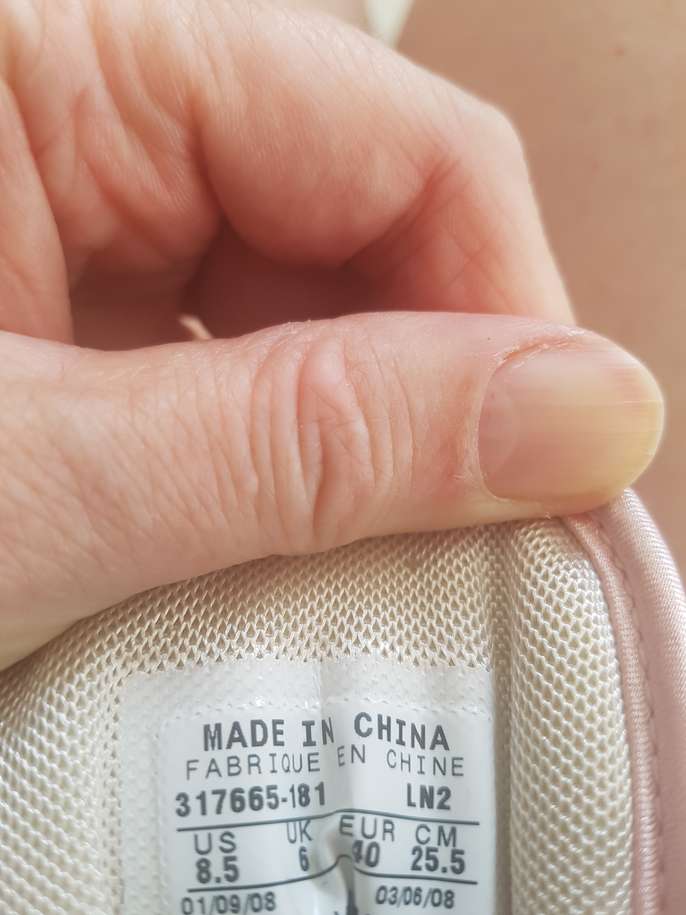 MADE IN CHINA
FABRIQUE EN CHINE
317665-181 LN2
US UK EUR CM
8.5 6 40 25.5
01/09/08 03/06/08